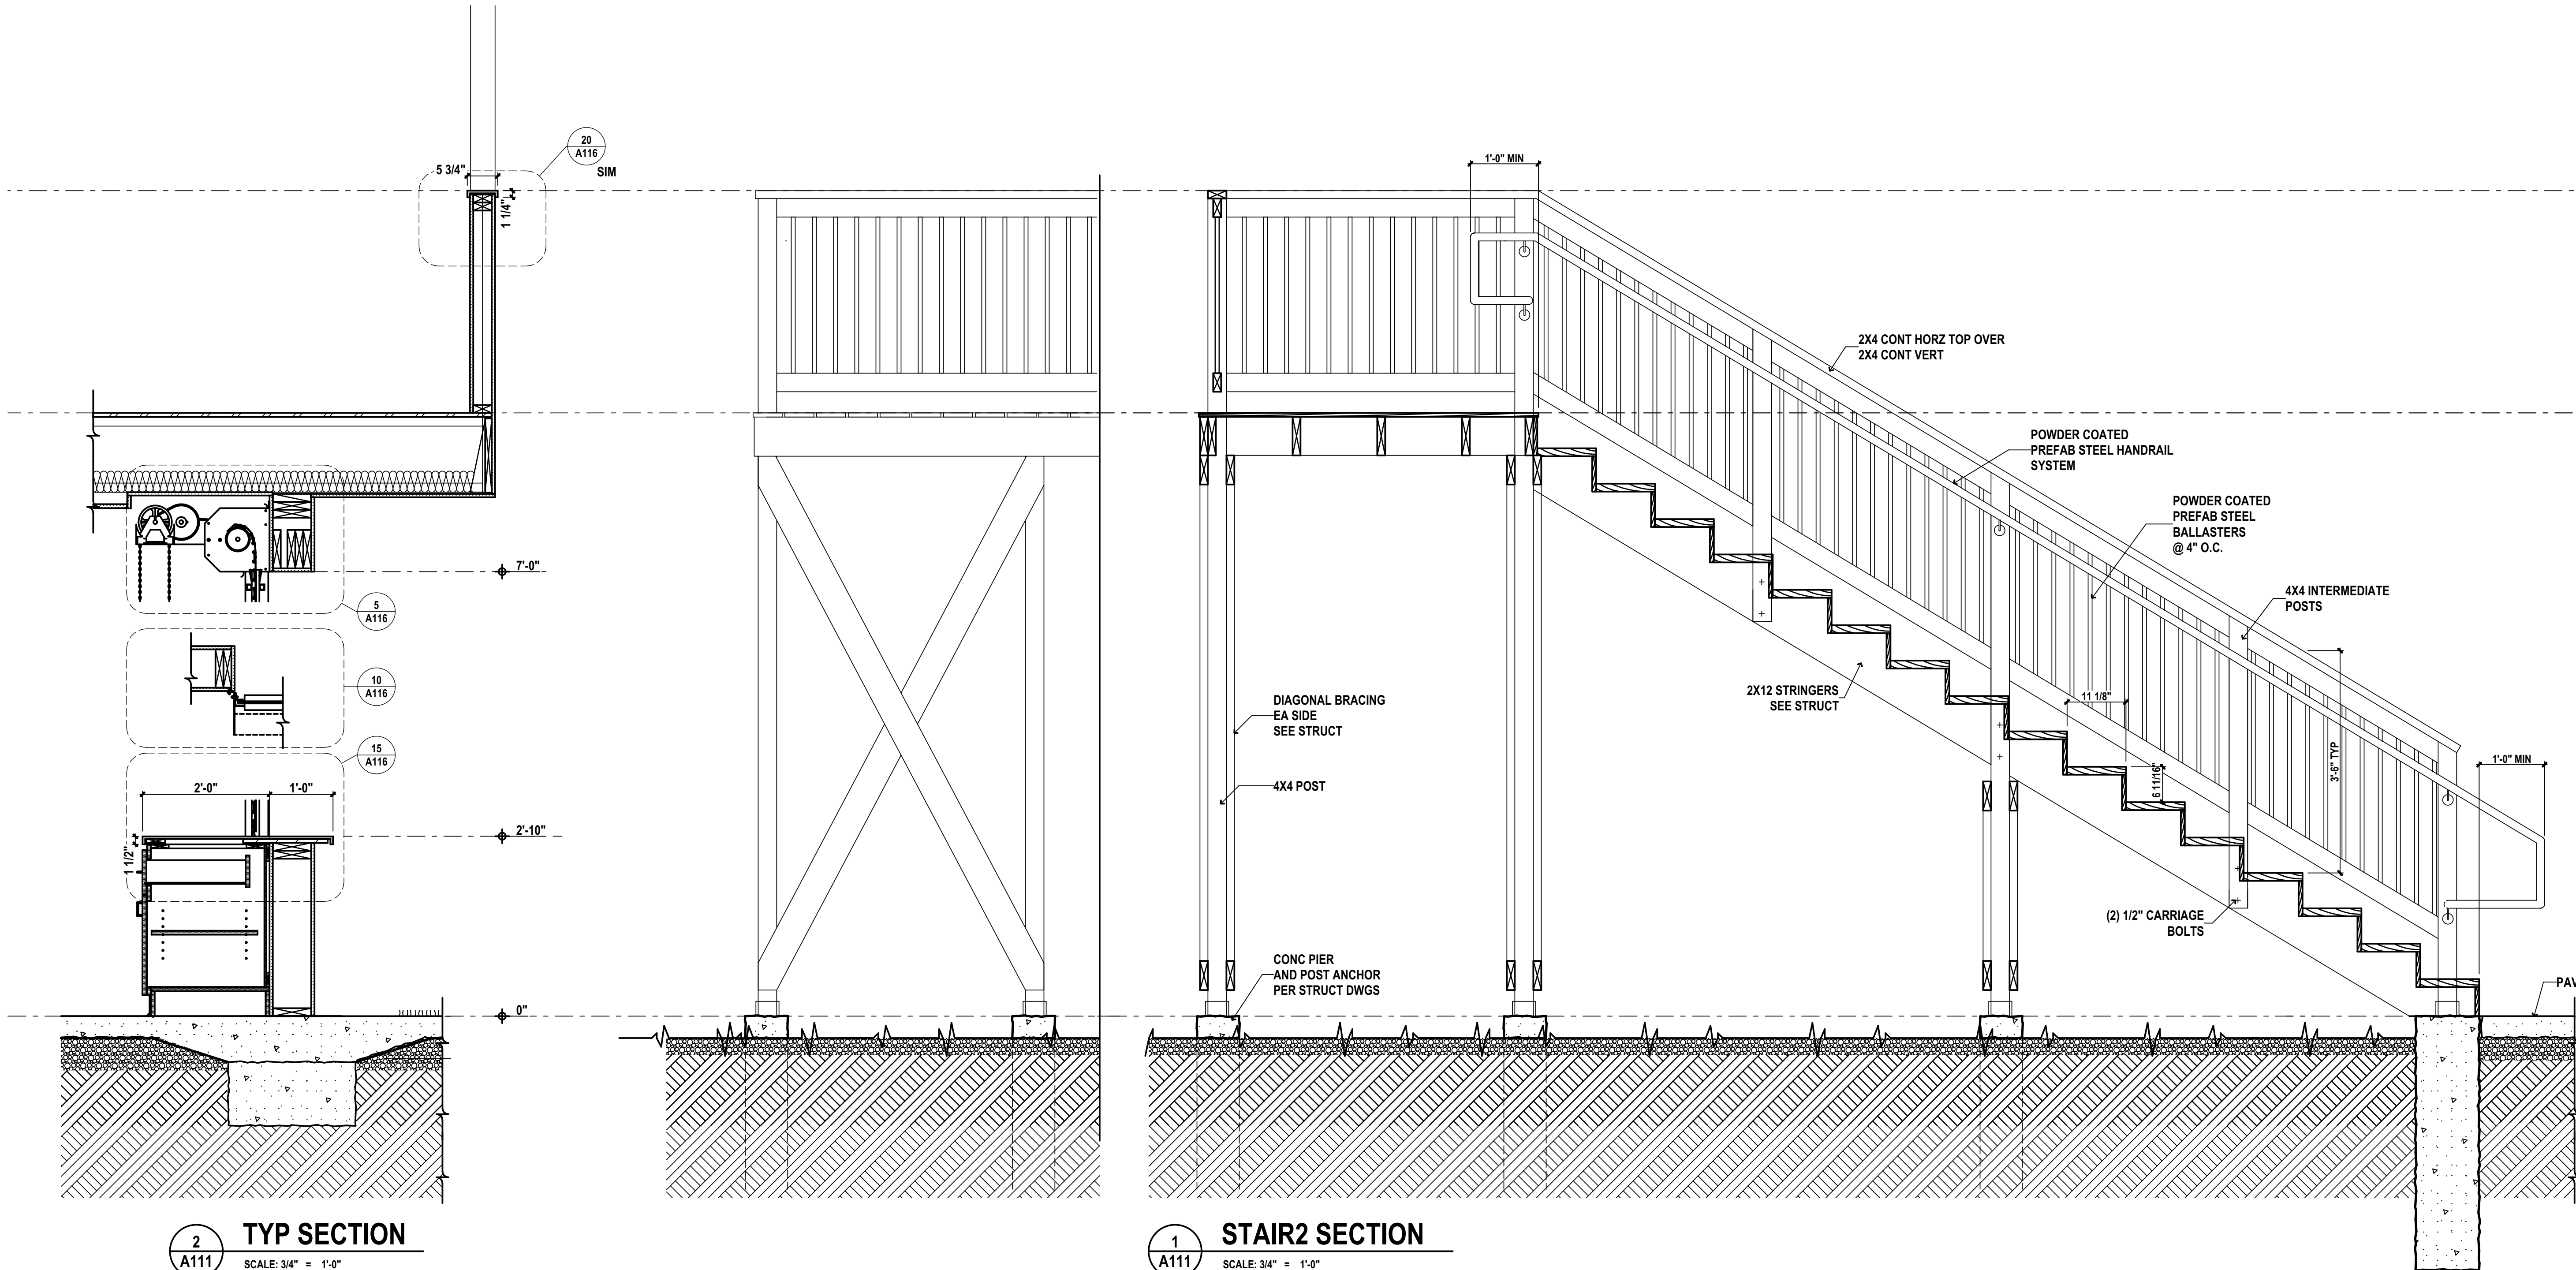 20
A116
SIM
5 3/4"
1 1/4"
7'-0"
5
A116
10
A116
15
A116
2'-0"
1'-0"
2'-10"
1 1/2"
0"
2
A111
TYP SECTION
SCALE: 3/4" = 1'-0"
1'-0" MIN
2X4 CONT HORZ TOP OVER
2X4 CONT VERT
POWDER COATED
PREFAB STEEL HANDRAIL
SYSTEM
POWDER COATED
PREFAB STEEL
BALLASTERS
@ 4" O.C.
4X4 INTERMEDIATE
POSTS
2X12 STRINGERS
SEE STRUCT
11 1/8"
6 11/16"
3'-6" TYP
1'-0" MIN
DIAGONAL BRACING
EA SIDE
SEE STRUCT
4X4 POST
(2) 1/2" CARRIAGE
BOLTS
CONC PIER
AND POST ANCHOR
PER STRUCT DWGS
PAV
1
A111
STAIR2 SECTION
SCALE: 3/4" = 1'-0"